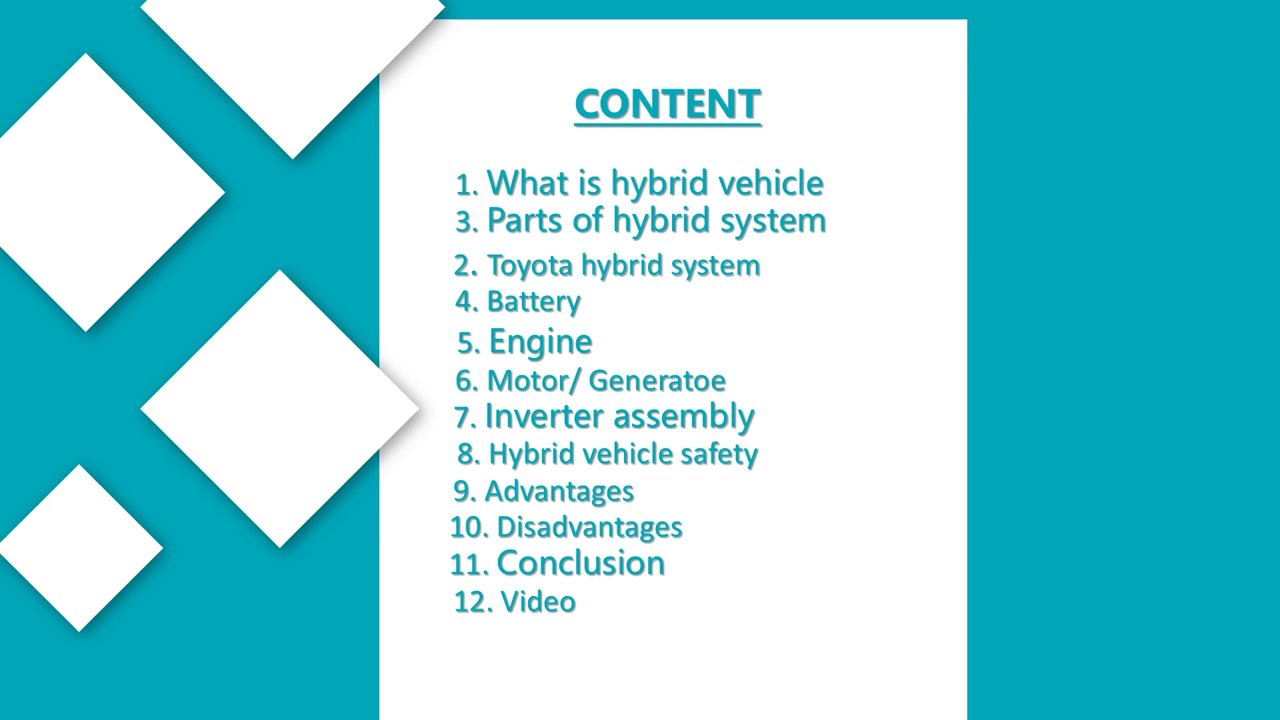 CONTENT
1. What is hybrid vehicle
3. Parts of hybrid system
2. Toyota hybrid system
4. Battery
5. Engine
6. Motor/ Generatoe
7. Inverter assembly
8. Hybrid vehicle safety
9. Advantages
10. Disadvantages
11. Conclusion
12. Video